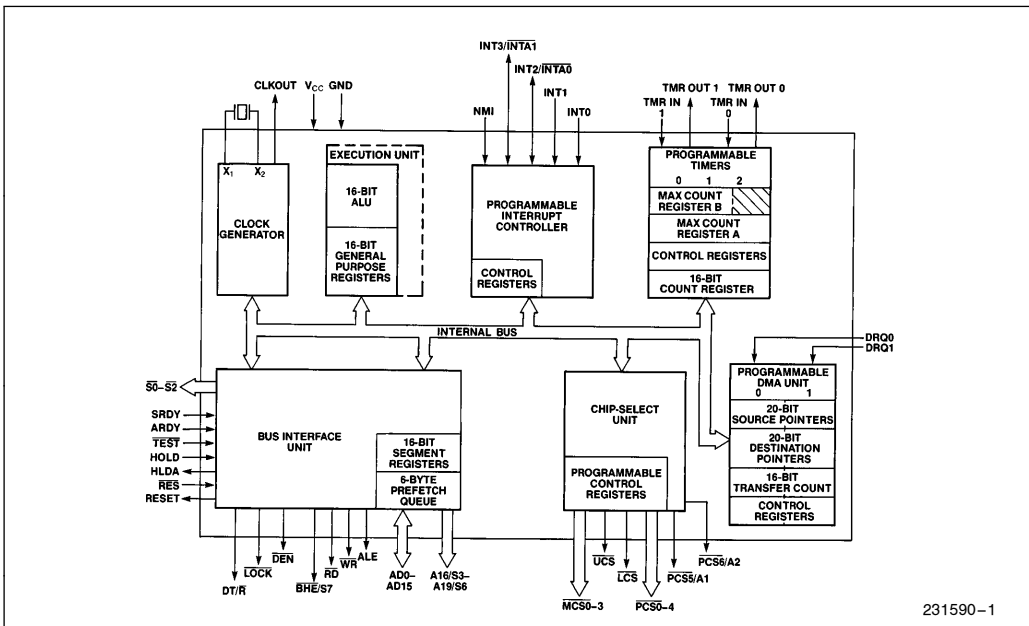 INT3/INTA1
INT2/INTA0
CLKOUT VCC GND
INT1
NMI
INT0
TMR OUT 1
TMR OUT 0
TMR IN
1
TMR IN
0
X1 X2
CLOCK
GENERATOR
EXECUTION UNIT
16-BIT
ALU
16-BIT
GENERAL
PURPOSE
REGISTERS
PROGRAMMABLE
INTERRUPT
CONTROLLER
CONTROL
REGISTERS
PROGRAMMABLE
TIMERS
0 1 2
MAX COUNT
REGISTER B
MAX COUNT
REGISTER A
CONTROL REGISTERS
16-BIT
COUNT REGISTER
INTERNAL BUS
DRQ0
DRQ1
S0–S2
SRDY
ARDY
TEST
HOLD
HLDA
RES
RESET
BUS INTERFACE
UNIT
16-BIT
SEGMENT
REGISTERS
6-BYTE
PREFETCH
QUEUE
CHIP-SELECT
UNIT
PROGRAMMABLE
CONTROL
REGISTERS
PROGRAMMABLE
DMA UNIT
0 1
20-BIT
SOURCE POINTERS
20-BIT
DESTINATION
POINTERS
16-BIT
TRANSFER COUNT
CONTROL
REGISTERS
DT/R
LOCK
DEN
BHE/S7
RD
WR
ALE
AD0–
AD15
A16/S3–
A19/S6
MCS0–3
UCS
LCS
PCS0–4
PCS5/A1
PCS6/A2
231590–1